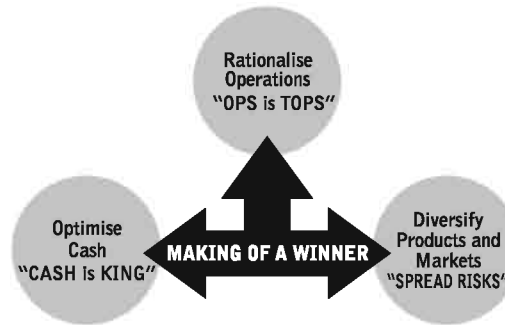 Rationalise
Operations
"OPS is TOPS"
Optimise
Cash
"CASH is KING"
MAKING OF A WINNER
Diversify
Products and
Markets
"SPREAD RISKS"